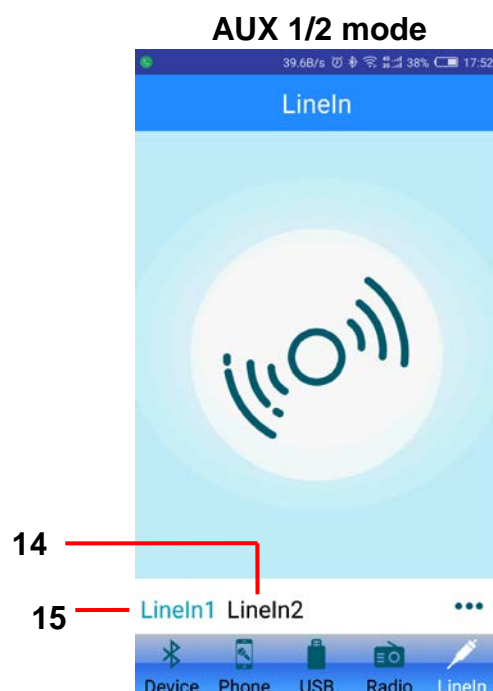 AUX 1/2 mode
39.6B/s 38% 17:52
LineIn
14
15 LineIn1 LineIn2 •••
Device Phone USB Radio LineIn